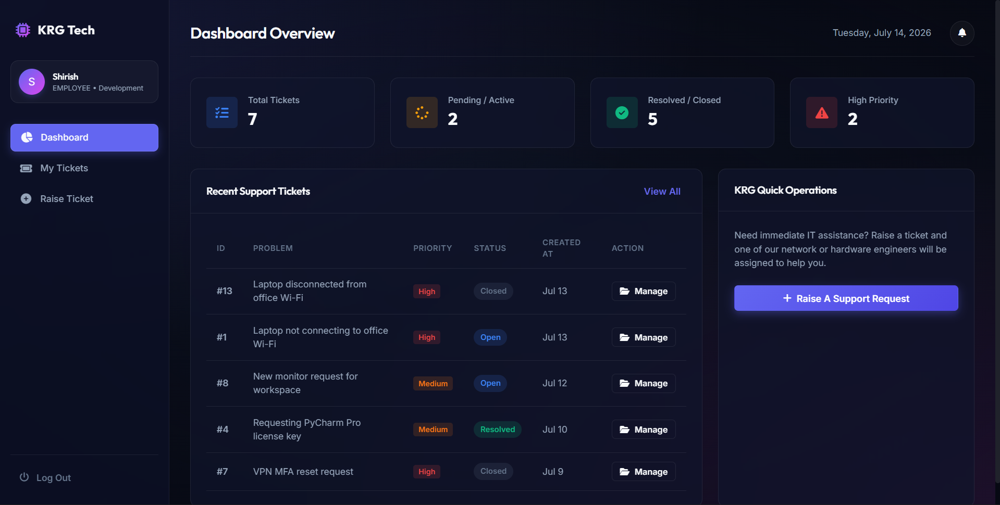 KRG Tech
S
Shirish
EMPLOYEE • Development
Dashboard
My Tickets
Raise Ticket
Log Out
Dashboard Overview
Tuesday, July 14, 2026
Total Tickets
7
Pending / Active
2
Resolved / Closed
5
High Priority
2
Recent Support Tickets
View All
ID PROBLEM PRIORITY STATUS CREATED
AT ACTION
#13 Laptop disconnected from
office Wi-Fi High Closed Jul 13 Manage
#1 Laptop not connecting to office
Wi-Fi High Open Jul 13 Manage
#8 New monitor request for
workspace Medium Open Jul 12 Manage
#4 Requesting PyCharm Pro
license key Medium Resolved Jul 10 Manage
#7 VPN MFA reset request High Closed Jul 9 Manage
KRG Quick Operations
Need immediate IT assistance? Raise a ticket and
one of our network or hardware engineers will be
assigned to help you.
+ Raise A Support Request